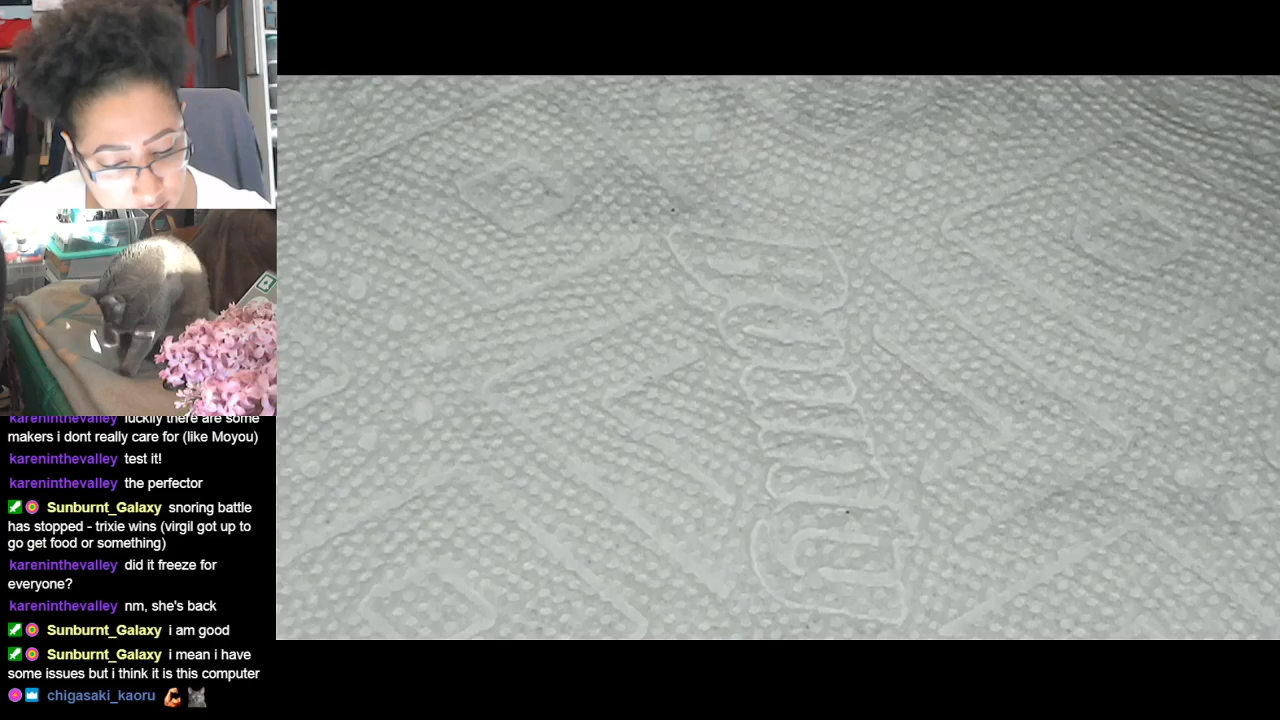 kareninthevalley luckily there are some
makers i dont really care for (like Moyou)
kareninthevalley test it!
kareninthevalley the perfector
Sunburnt_Galaxy snoring battle
has stopped - trixie wins (virgil got up to
go get food or something)
kareninthevalley did it freeze for
everyone?
kareninthevalley nm, she's back
Sunburnt_Galaxy i am good
Sunburnt_Galaxy i mean i have
some issues but i think it is this computer
chigasaki_kaoru